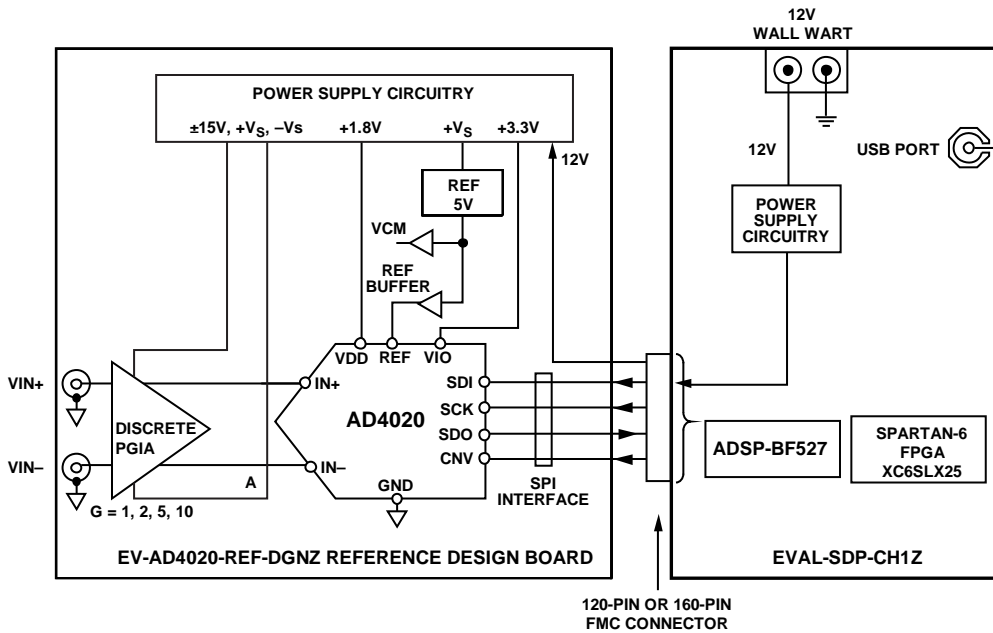 12V
WALL WART
POWER SUPPLY CIRCUITRY
±15V, +VS, –Vs
+1.8V
+VS
+3.3V
12V
12V
USB PORT
REF
5V
POWER
SUPPLY
CIRCUITRY
VCM
REF
BUFFER
VDD
REF
VIO
VIN+
IN+
SDI
DISCRETE
PGIA
AD4020
SCK
SDO
ADSP-BF527
SPARTAN-6
FPGA
XC6SLX25
VIN–
IN–
CNV
A
GND
SPI
INTERFACE
G = 1, 2, 5, 10
EV-AD4020-REF-DGNZ REFERENCE DESIGN BOARD
EVAL-SDP-CH1Z
120-PIN OR 160-PIN
FMC CONNECTOR